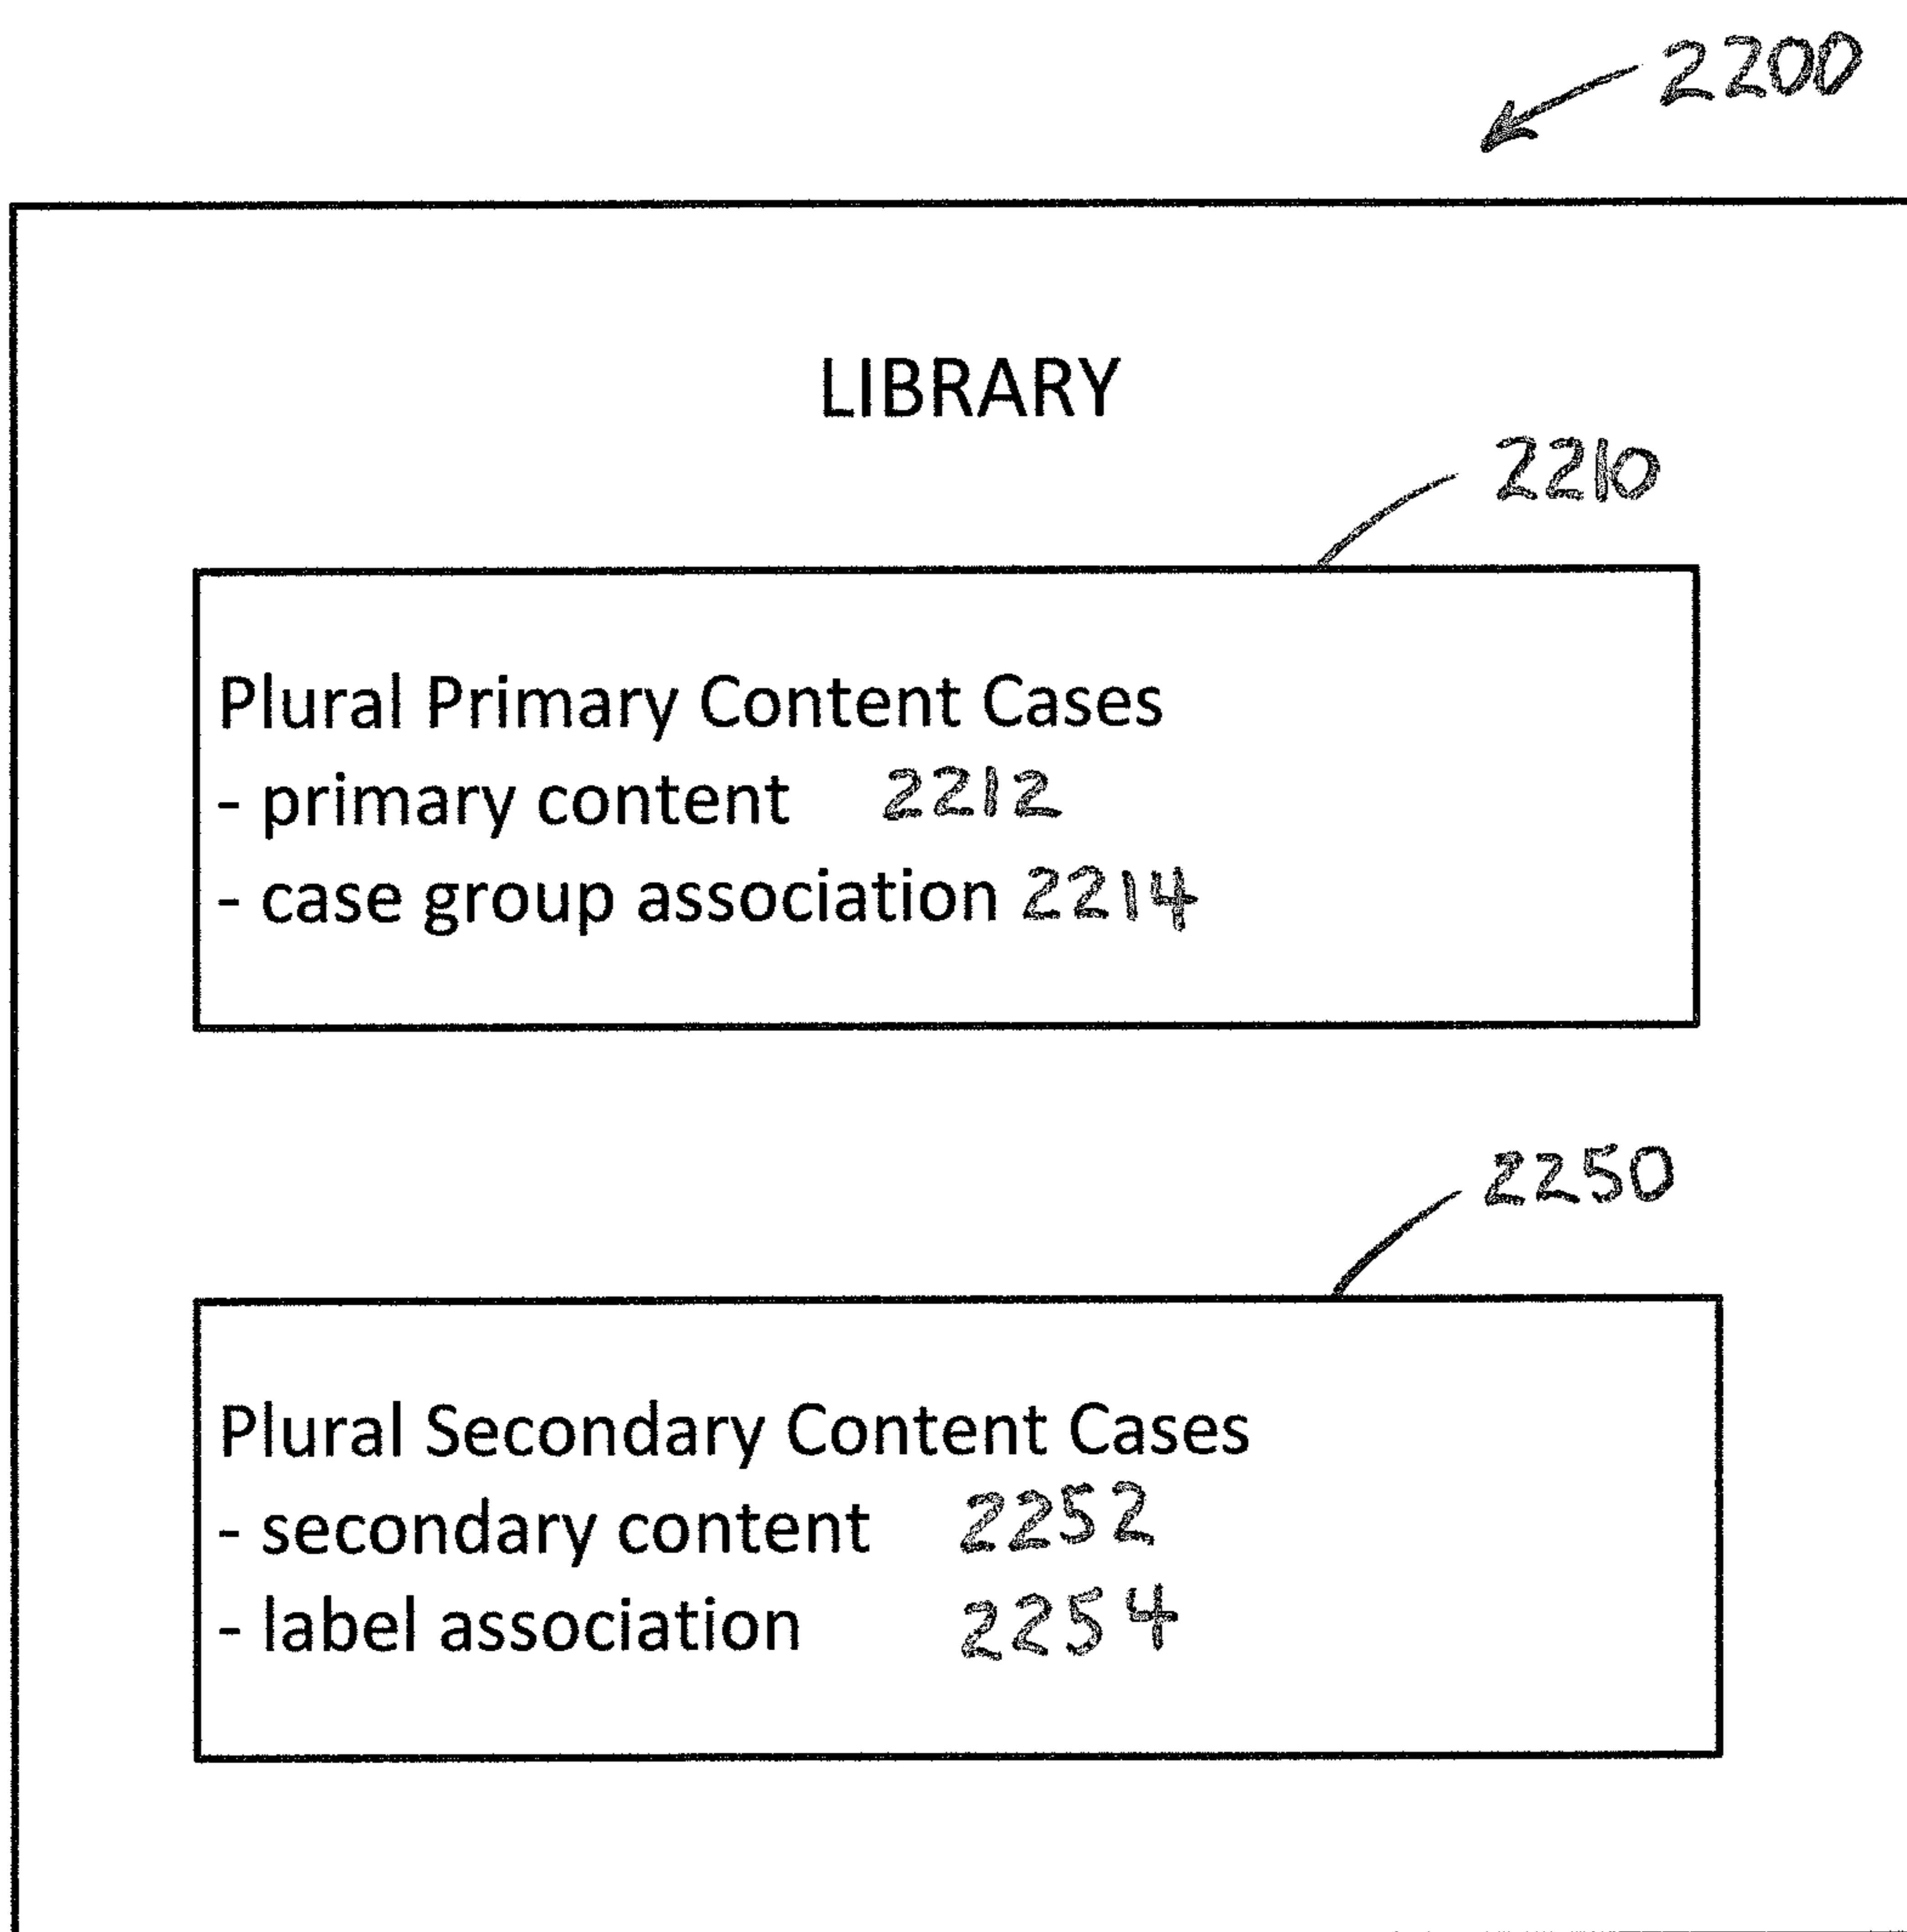 2200
LIBRARY
2210
Plural Primary Content Cases
- primary content 2212
- case group association 2214
2250
Plural Secondary Content Cases
- secondary content 2252
- label association 2254